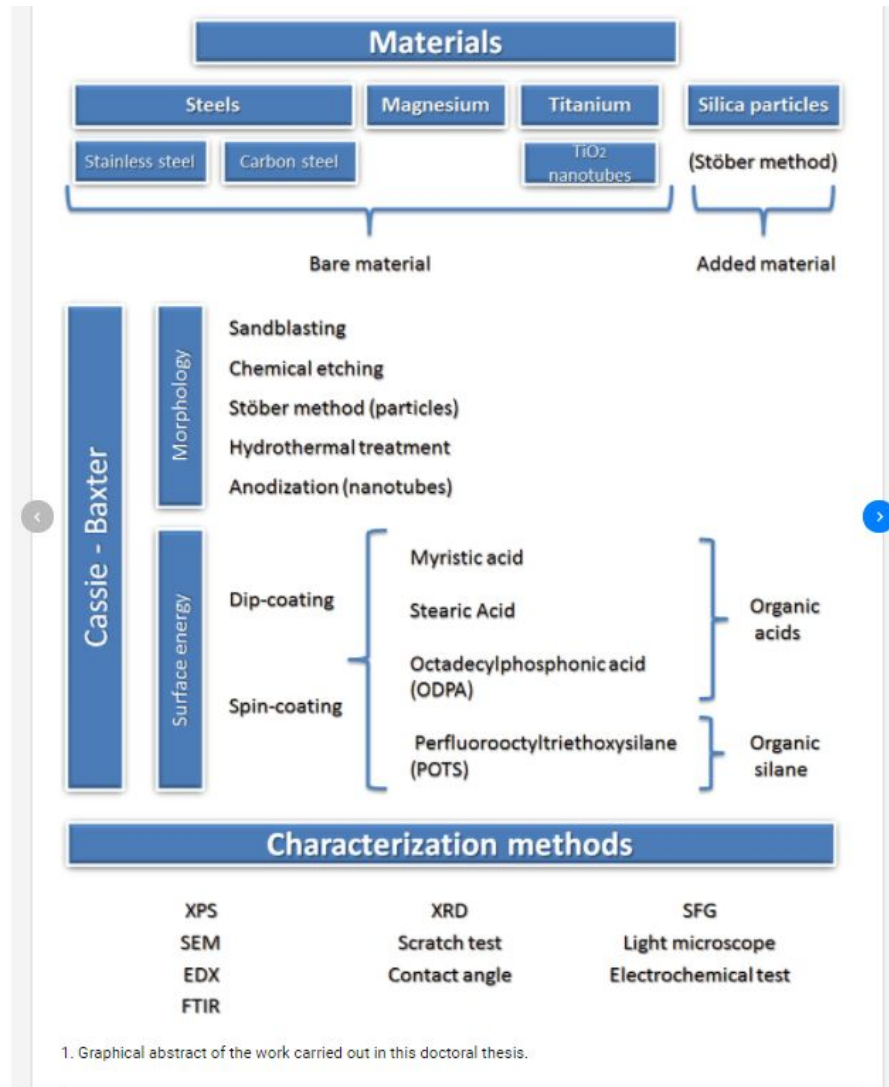 Materials
Steels
Magnesium
Titanium
Silica particles
Stainless steel
Carbon steel
TiO2
nanotubes
(Stöber method)
Bare material
Added material
Cassie - Baxter
Morphology
Sandblasting
Chemical etching
Stöber method (particles)
Hydrothermal treatment
Anodization (nanotubes)
Surface energy
Dip-coating
Spin-coating
Myristic acid
Stearic Acid
Octadecylphosphonic acid
(ODPA)
Perfluorooctyltriethoxysilane
(POTS)
Organic
acids
Organic
silane
Characterization methods
XPS
XRD
SFG
SEM
Scratch test
Light microscope
EDX
Contact angle
Electrochemical test
FTIR
1. Graphical abstract of the work carried out in this doctoral thesis.